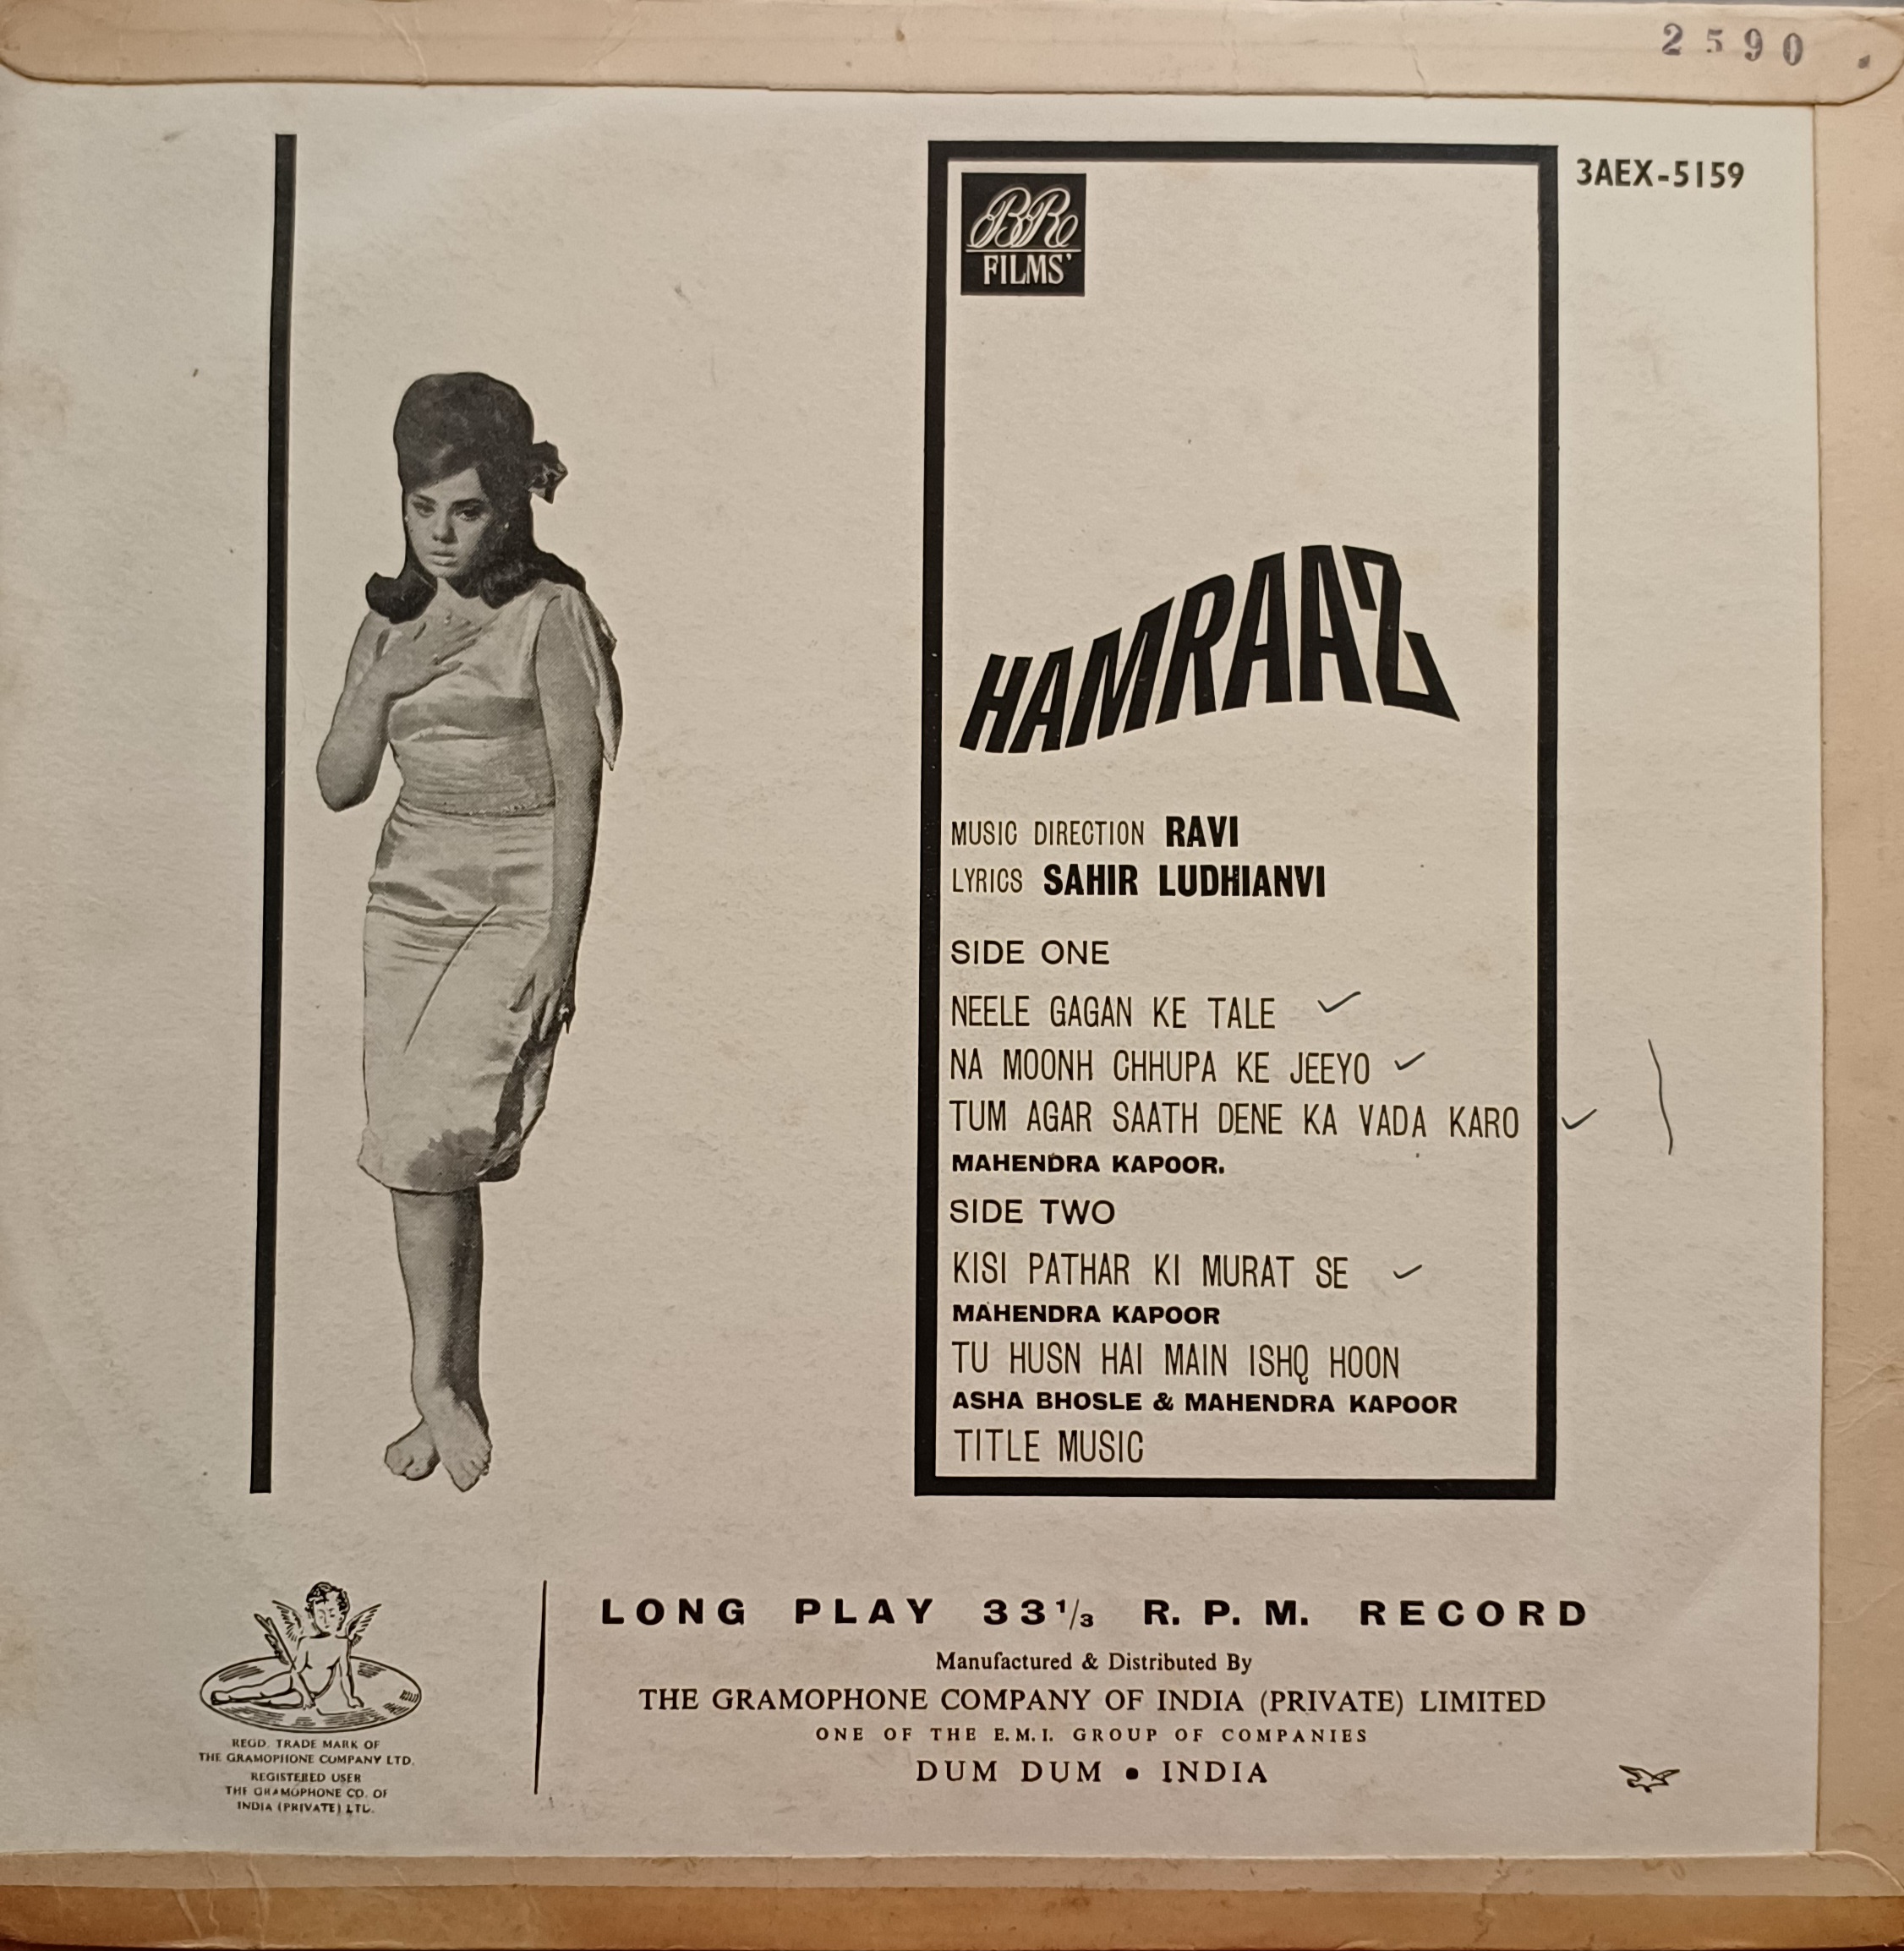 2590
3AEX-5159
BR
FILMS'
HAMRAAZ
MUSIC DIRECTION RAVI
LYRICS SAHIR LUDHIANVI
SIDE ONE
NEELE GAGAN KE TALE
NA MOONH CHHUPA KE JEEYO
TUM AGAR SAATH DENE KA VADA KARO
MAHENDRA KAPOOR.
SIDE TWO
KISI PATHAR KI MURAT SE
MAHENDRA KAPOOR
TU HUSN HAI MAIN ISHQ HOON
ASHA BHOSLE & MAHENDRA KAPOOR
TITLE MUSIC
REGD. TRADE MARK OF
THE GRAMOPHONE COMPANY LTD.
REGISTERED USER
THE GRAMOPHONE CO. OF
INDIA (PRIVATE) LTD.
LONG PLAY 33 1/3 R. P. M. RECORD
Manufactured & Distributed By
THE GRAMOPHONE COMPANY OF INDIA (PRIVATE) LIMITED
ONE OF THE E.M.I. GROUP OF COMPANIES
DUM DUM • INDIA